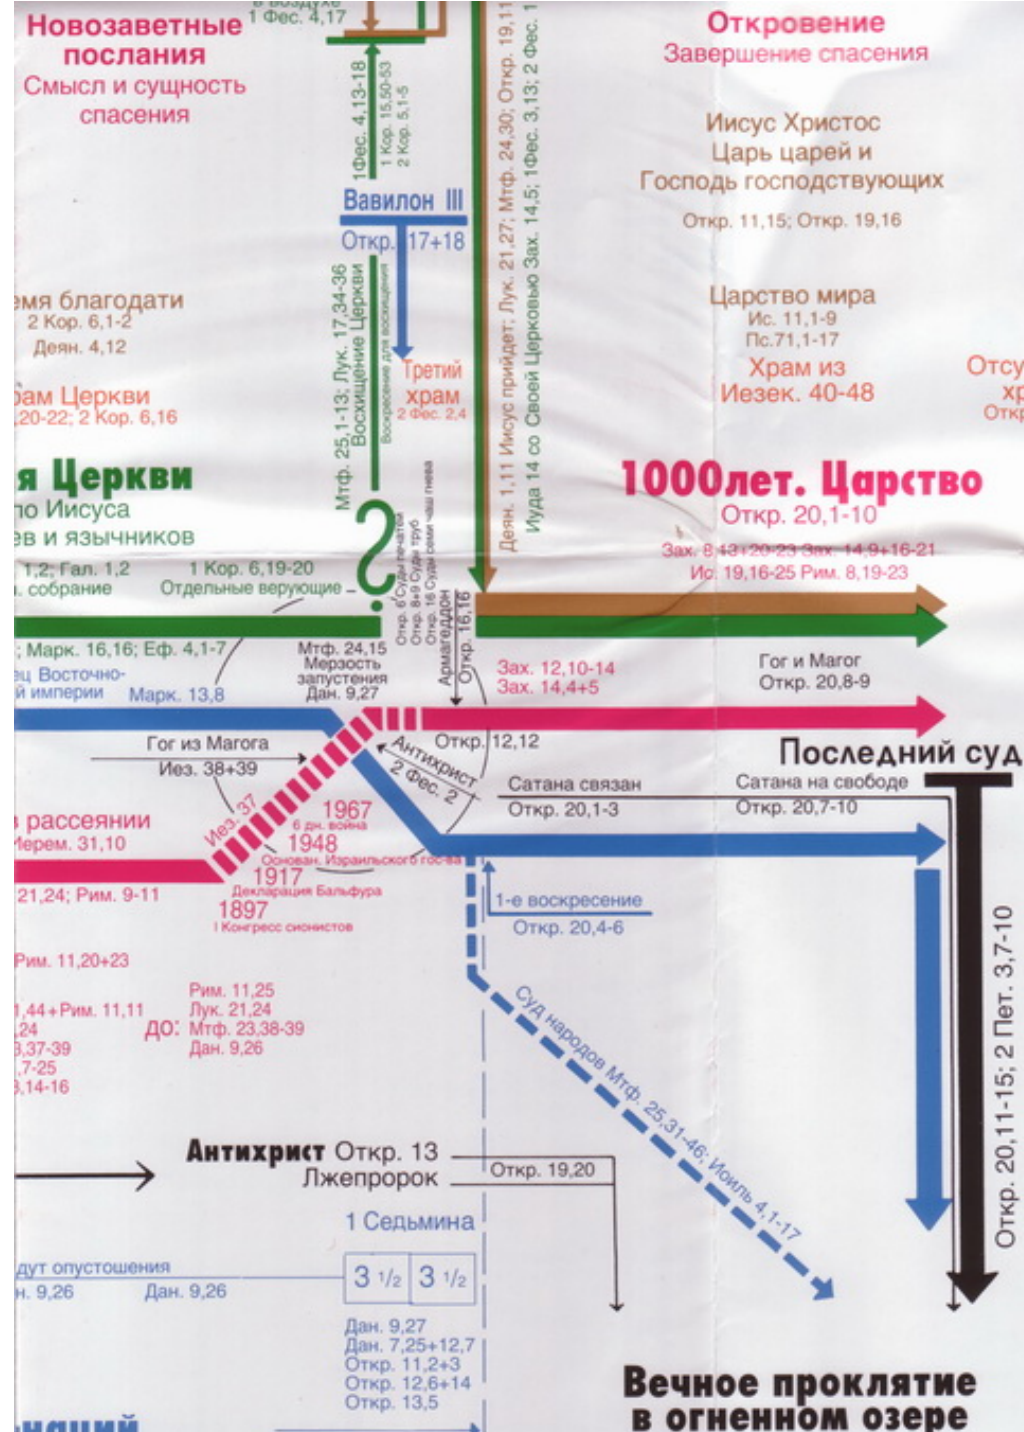 в воздухе
1 Фес. 4,17
Новозаветные
послания
Смысл и сущность
спасения
1Фес. 4,13-18
1 Кор. 15,50-53
2 Кор. 5,1-5
Вавилон III
Откр. 17+18
Мтф. 25,1-13; Лук. 17,34-36
Восхищение Церкви
Воскресение для восхищения
Третий
храм
2 Фес. 2,4
Деян. 1,11 Иисус прийдет; Лук. 21,27; Мтф. 24,30; Откр. 19,11
Иуда 14 со Своей Церковью Зах. 14,5; 1Фес. 3,13; 2 Фес. 1
Откровение
Завершение спасения
Иисус Христос
Царь царей и
Господь господствующих
Откр. 11,15; Откр. 19,16
Царство мира
Ис. 11,1-9
Пс.71,1-17
Храм из
Иезек. 40-48
Отсу
хр
Откр
емя благодати
2 Кор. 6,1-2
Деян. 4,12
рам Церкви
,20-22; 2 Кор. 6,16
я Церкви
по Иисуса
ев и язычников
1,2; Гал. 1,2
. собрание
1 Кор. 6,19-20
Отдельные верующие
?
Откр. 6 Суды печатей
Откр. 8+9 Суды труб
Откр. 16 Суды семи чаш гнева
Армагеддон
Откр. 16,16
1000лет. Царство
Откр. 20,1-10
Зах. 8,13+20-23 Зах. 14,9+16-21
Ис. 19,16-25 Рим. 8,19-23
; Марк. 16,16; Еф. 4,1-7
ец Восточно-
й империи
Марк. 13,8
Мтф. 24,15
Мерзость
запустения
Дан. 9,27
Зах. 12,10-14
Зах. 14,4+5
Гог и Магог
Откр. 20,8-9
Гог из Магога
Иез. 38+39
Антихрист
2 Фес. 2
Откр. 12,12
Последний суд
Сатана связан
Откр. 20,1-3
Сатана на свободе
Откр. 20,7-10
в рассеянии
Иерем. 31,10
Иез. 37
1967
6 дн. война
1948
Основан. Израильского гос-ва
1917
Декларация Бальфура
1897
I Конгресс сионистов
21,24; Рим. 9-11
1-е воскресение
Откр. 20,4-6
Рим. 11,20+23
1,44+Рим. 11,11
,24
3,37-39
,7-25
3,14-16
до:
Рим. 11,25
Лук. 21,24
Мтф. 23,38-39
Дан. 9,26
Суд народов Мтф. 25,31-46; Иоиль 4,1-17
Откр. 20,11-15; 2 Пет. 3,7-10
Антихрист Откр. 13
Лжепророк
Откр. 19,20
1 Седьмина
3 1/2
3 1/2
дут опустошения
н. 9,26
Дан. 9,26
Дан. 9,27
Дан. 7,25+12,7
Откр. 11,2+3
Откр. 12,6+14
Откр. 13,5
Вечное проклятие
в огненном озере
наций